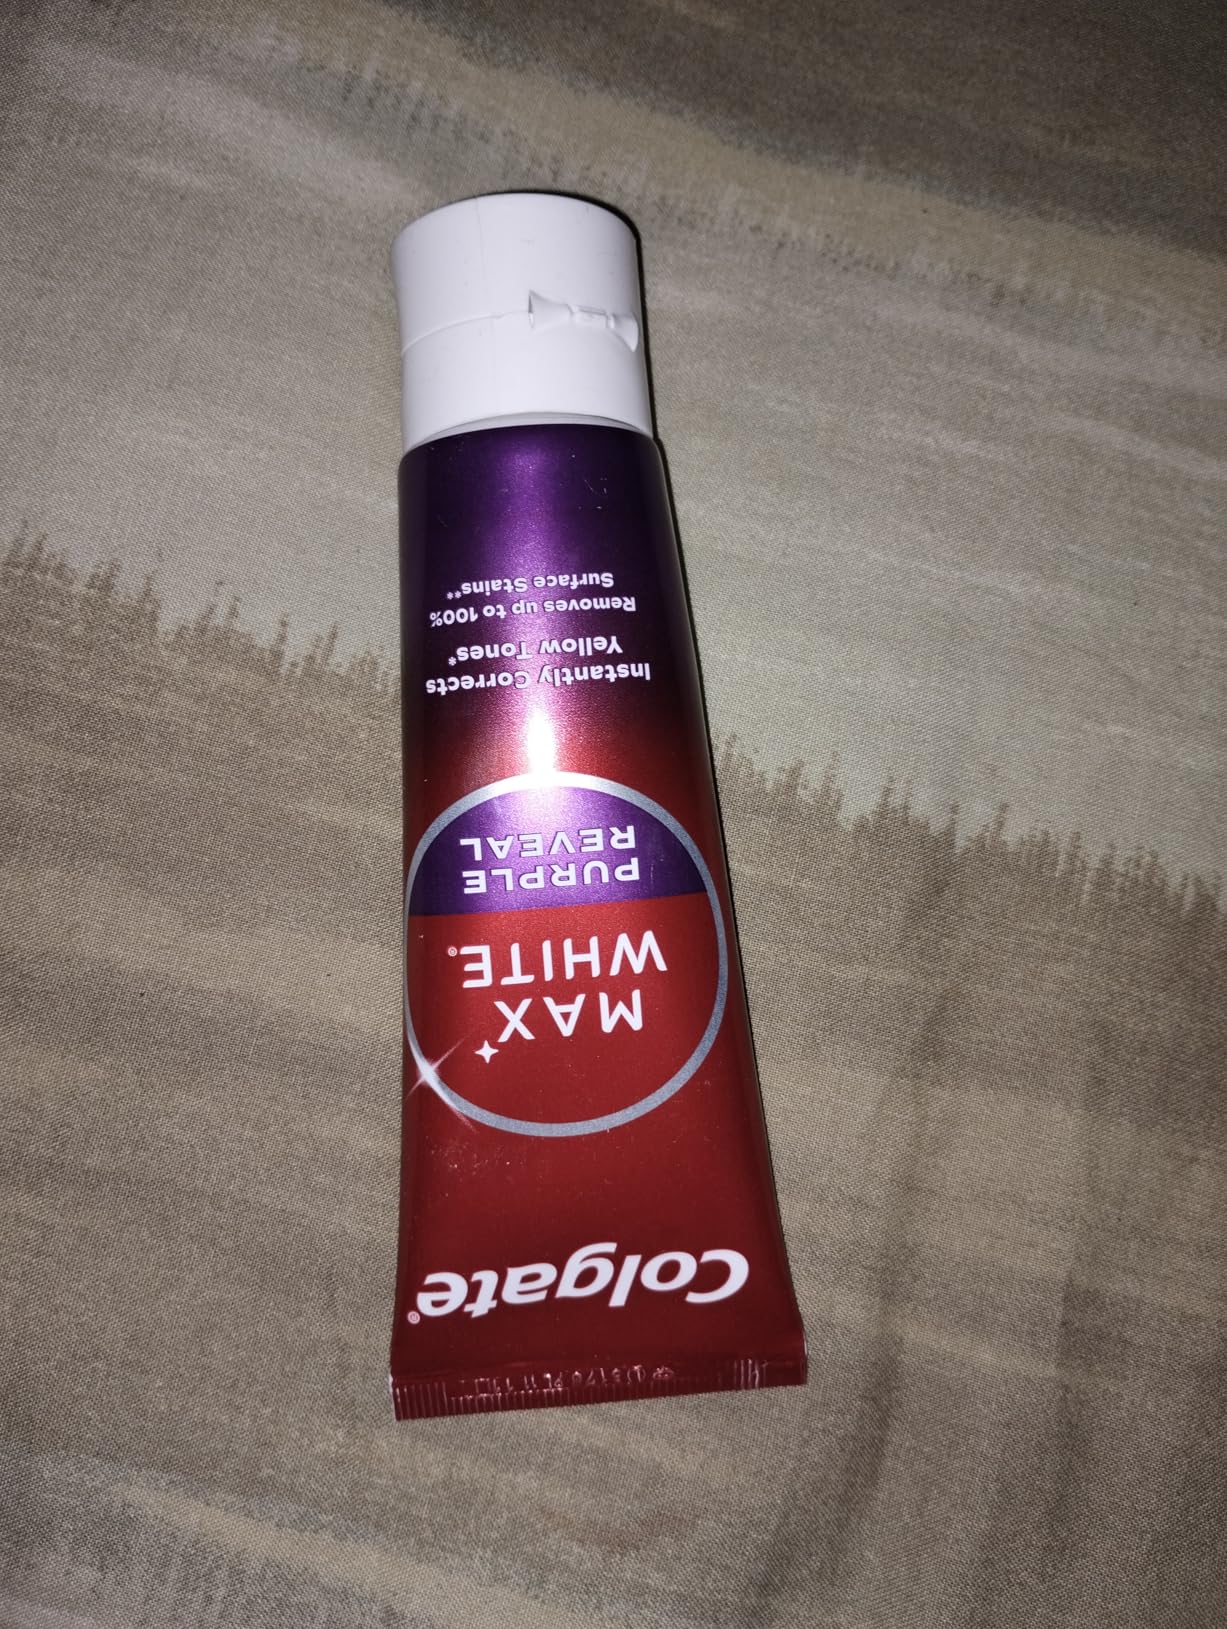 Colgate®
MAX
WHITE®
PURPLE
REVEAL
Instantly Corrects
Yellow Tones*
Removes up to 100%
Surface Stains**